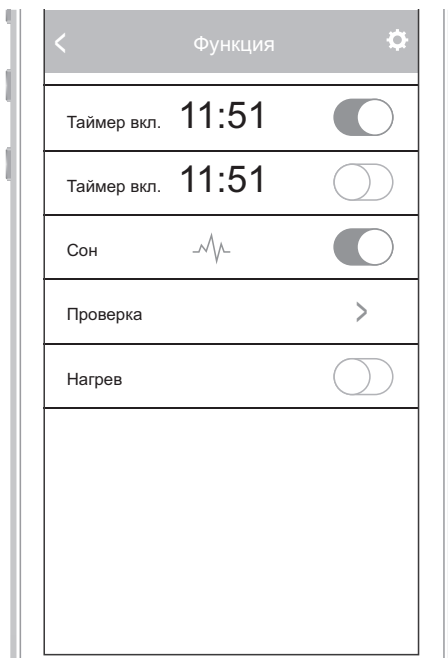 Функция
Таймер вкл. 11:51
Таймер вкл. 11:51
Сон
Проверка
Нагрев